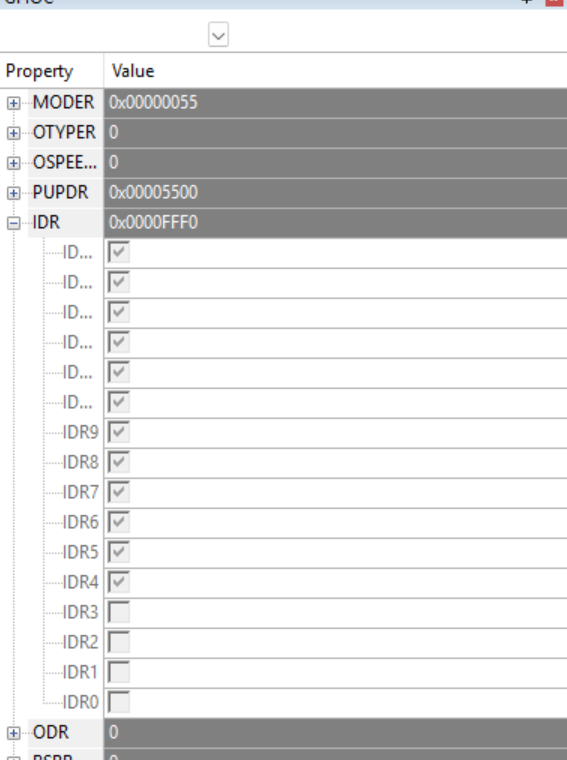 Property Value
MODER 0x00000055
OTYPER 0
OSPEE... 0
PUPDR 0x00005500
IDR 0x0000FFF0
ID...
ID...
ID...
ID...
ID...
ID...
IDR9
IDR8
IDR7
IDR6
IDR5
IDR4
IDR3
IDR2
IDR1
IDR0
ODR 0